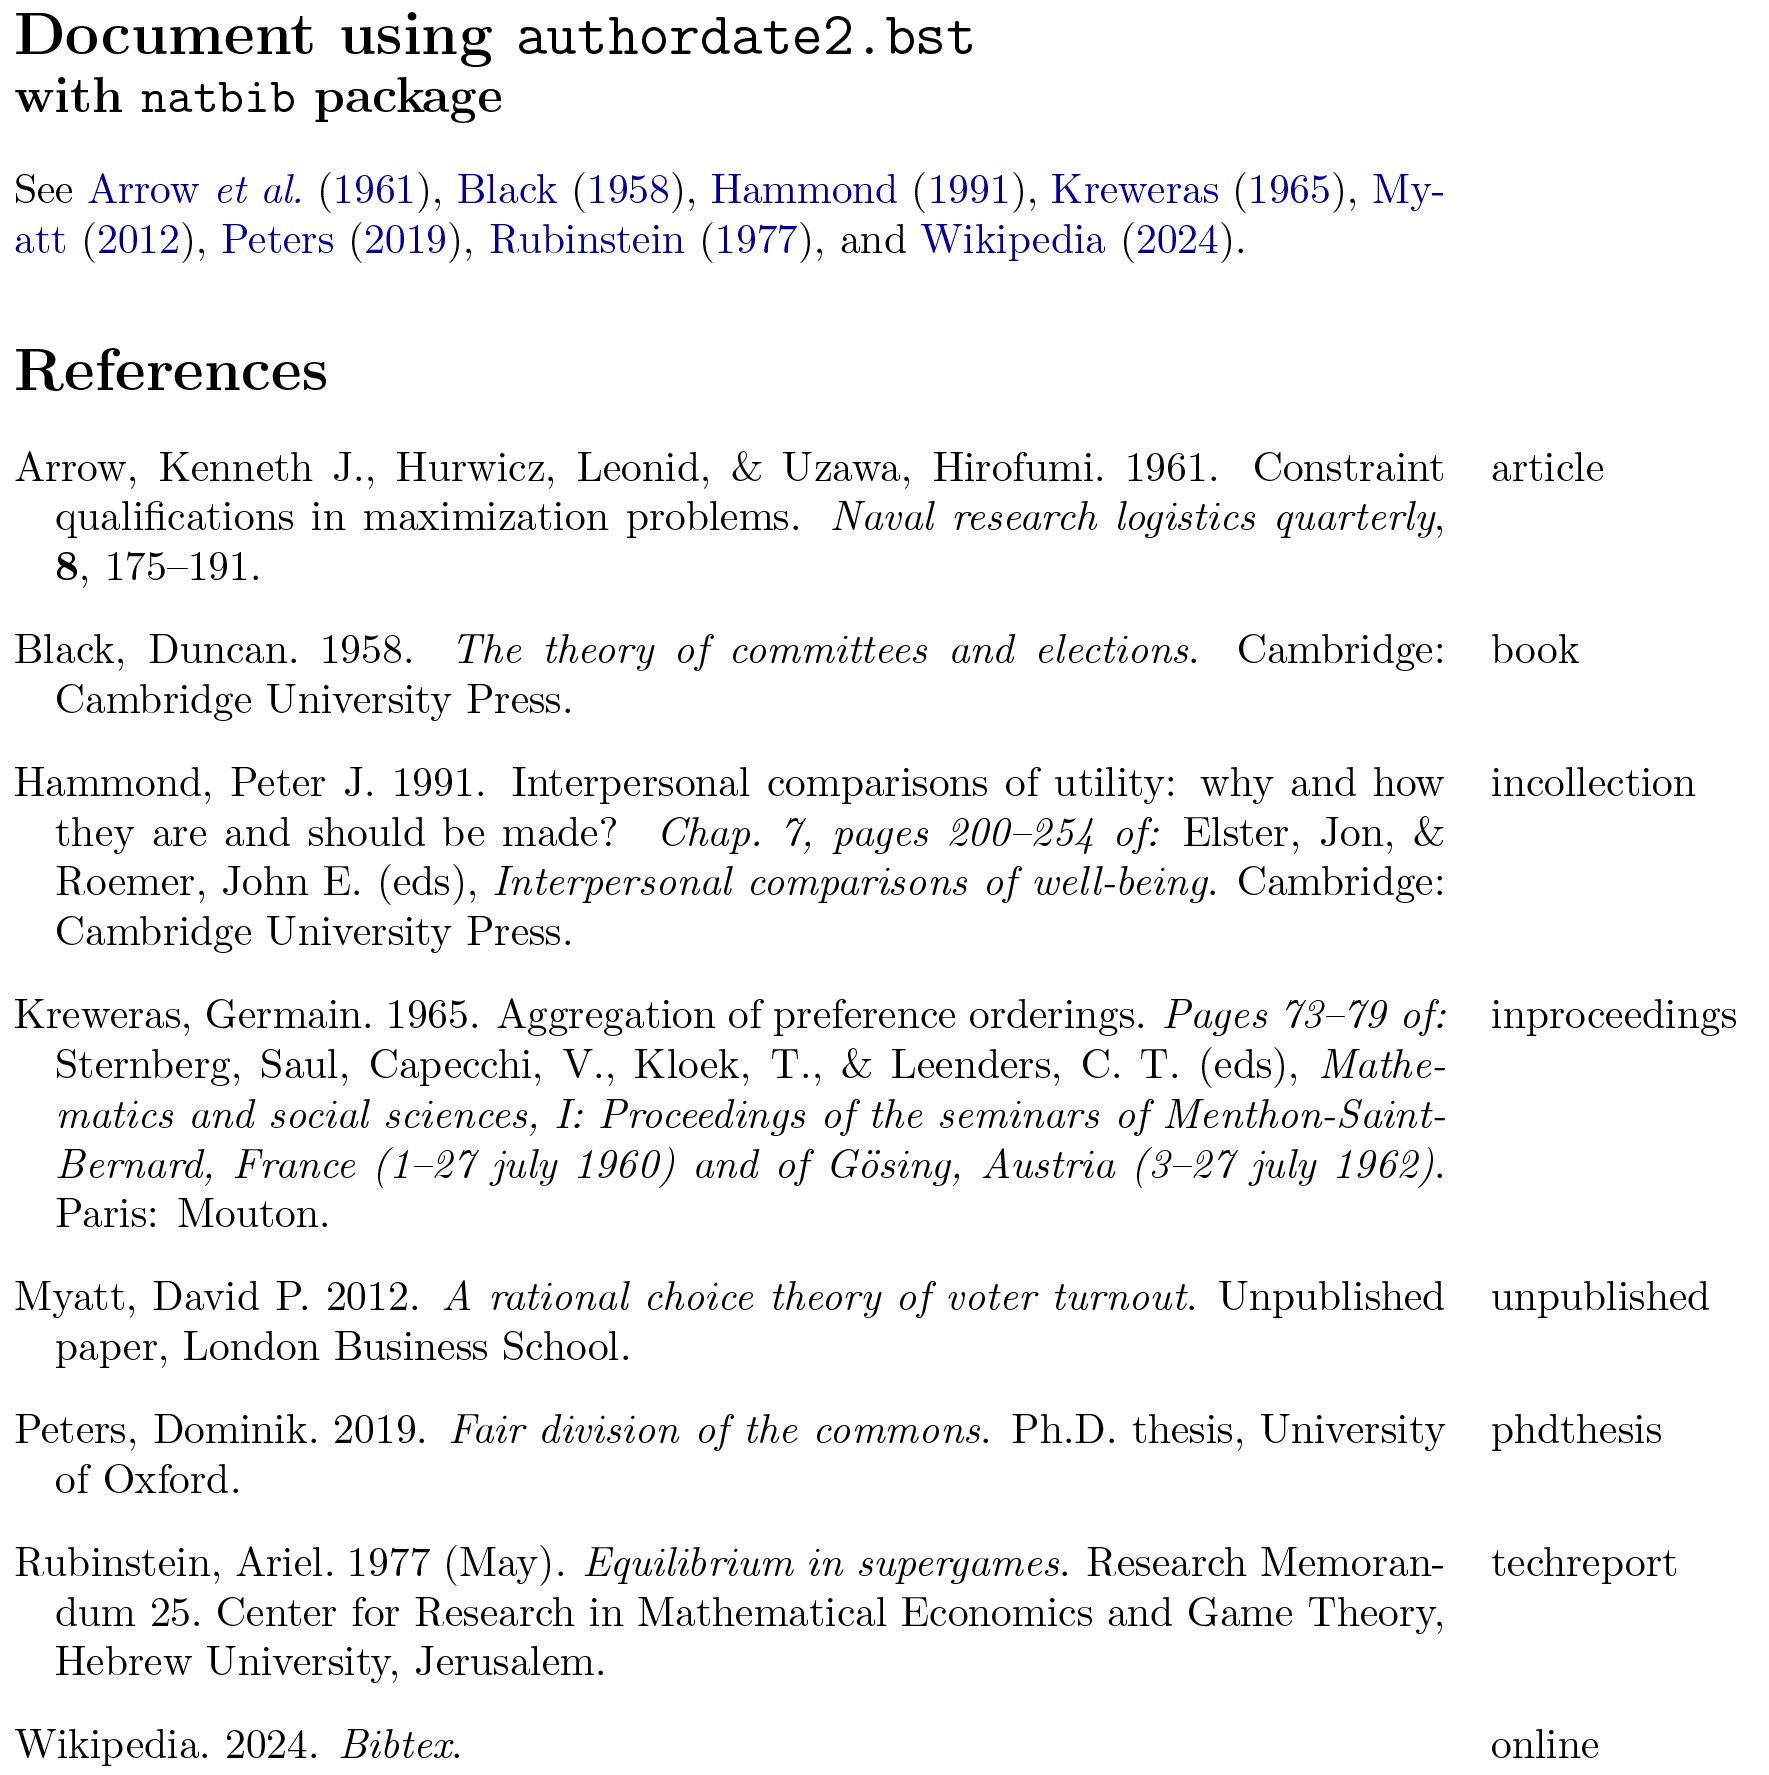 Document using authordate2.bst
with natbib package
See Arrow et al. (1961), Black (1958), Hammond (1991), Kreweras (1965), My-
att (2012), Peters (2019), Rubinstein (1977), and Wikipedia (2024).
References
Arrow, Kenneth J., Hurwicz, Leonid, & Uzawa, Hirofumi. 1961. Constraint article
qualifications in maximization problems. Naval research logistics quarterly,
8, 175–191.
Black, Duncan. 1958. The theory of committees and elections. Cambridge: book
Cambridge University Press.
Hammond, Peter J. 1991. Interpersonal comparisons of utility: why and how incollection
they are and should be made? Chap. 7, pages 200–254 of: Elster, Jon, &
Roemer, John E. (eds), Interpersonal comparisons of well-being. Cambridge:
Cambridge University Press.
Kreweras, Germain. 1965. Aggregation of preference orderings. Pages 73–79 of: inproceedings
Sternberg, Saul, Capecchi, V., Kloek, T., & Leenders, C. T. (eds), Mathe-
matics and social sciences, I: Proceedings of the seminars of Menthon-Saint-
Bernard, France (1–27 july 1960) and of Gösing, Austria (3–27 july 1962).
Paris: Mouton.
Myatt, David P. 2012. A rational choice theory of voter turnout. Unpublished unpublished
paper, London Business School.
Peters, Dominik. 2019. Fair division of the commons. Ph.D. thesis, University phdthesis
of Oxford.
Rubinstein, Ariel. 1977 (May). Equilibrium in supergames. Research Memoran- techreport
dum 25. Center for Research in Mathematical Economics and Game Theory,
Hebrew University, Jerusalem.
Wikipedia. 2024. Bibtex. online